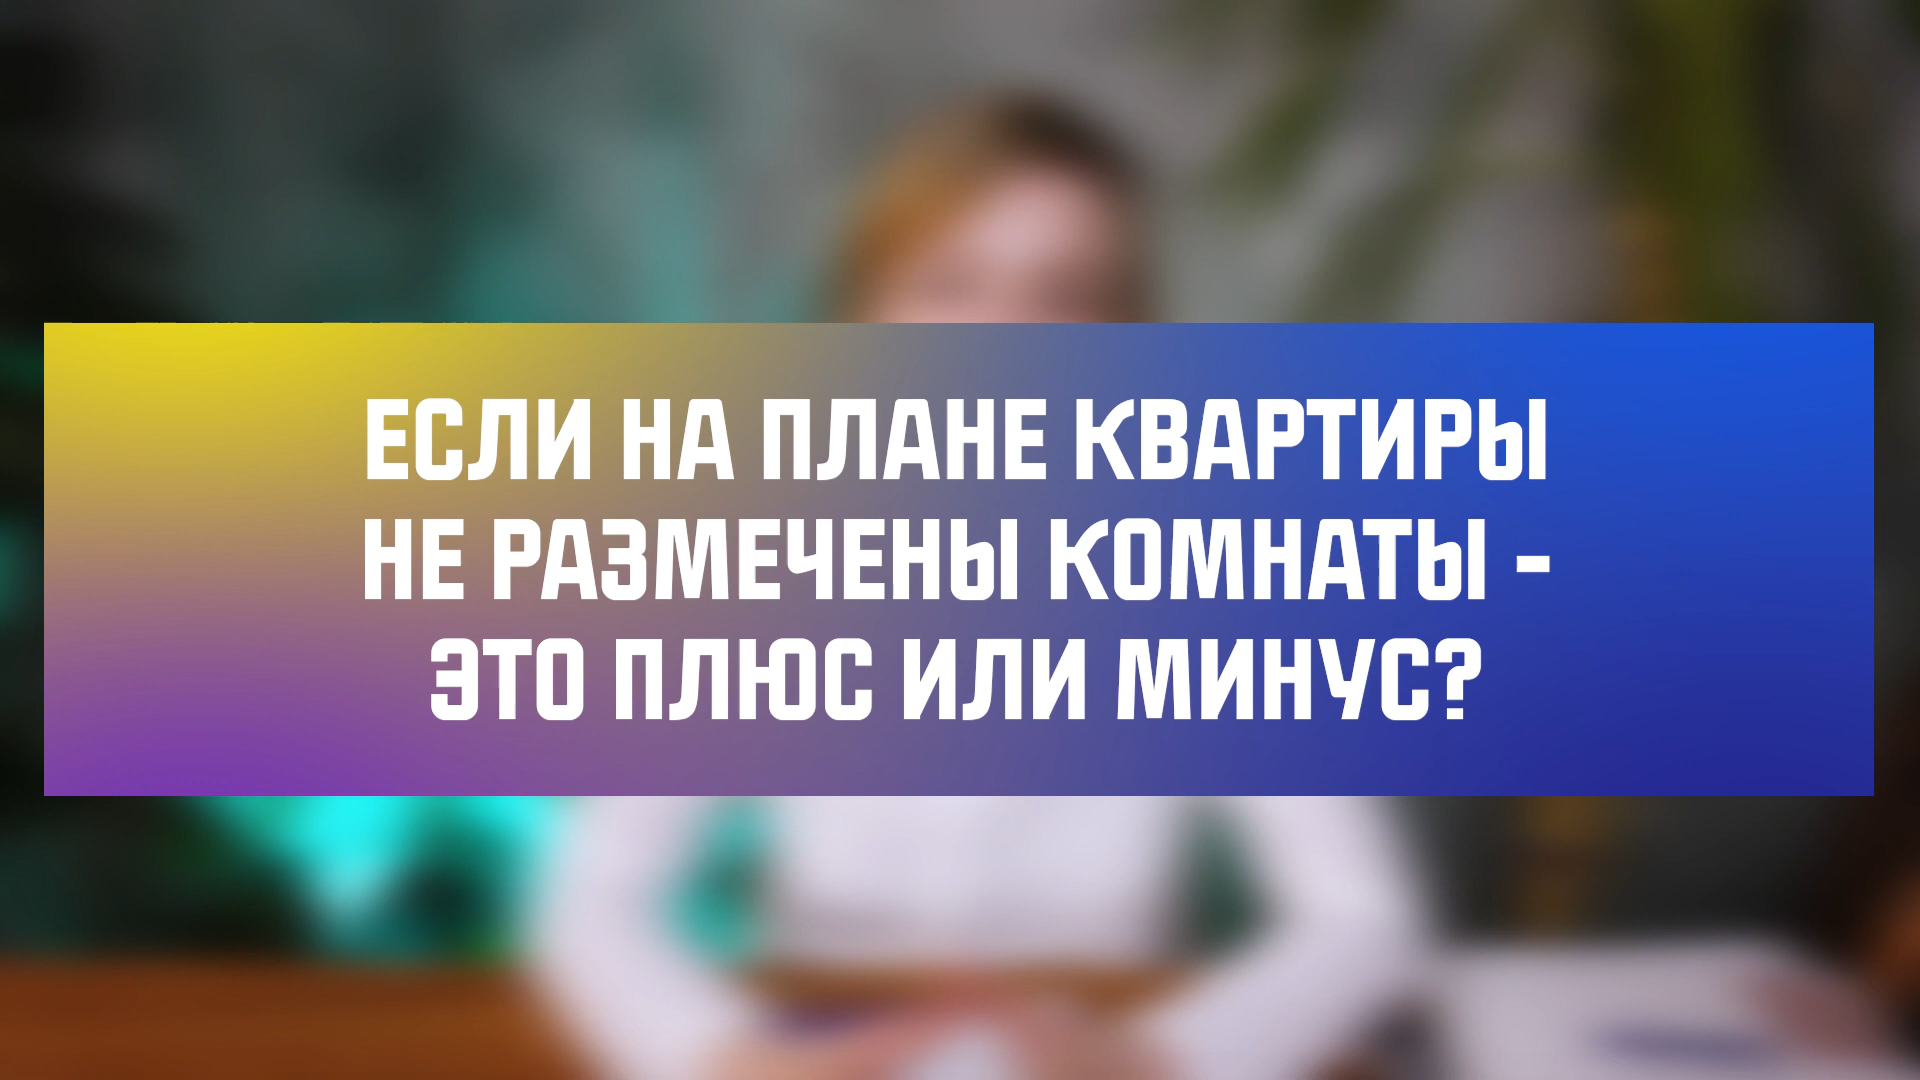 ЕСЛИ НА ПЛАНЕ КВАРТИРЫ
НЕ РАЗМЕЧЕНЫ КОМНАТЫ -
ЭТО ПЛЮС ИЛИ МИНУС?